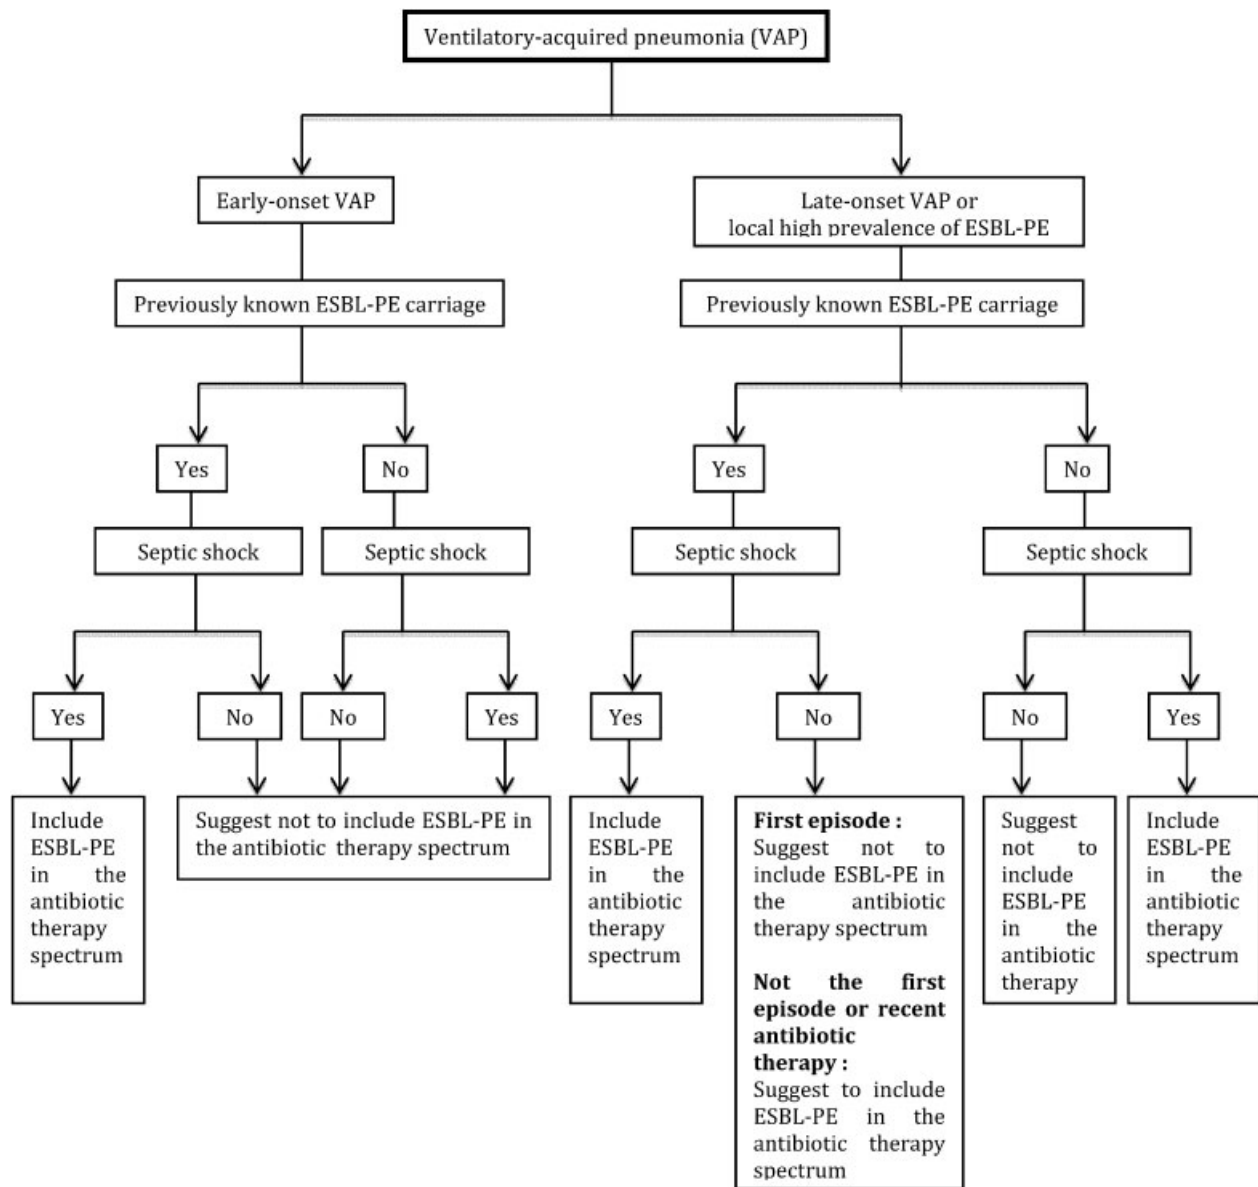 Ventilatory-acquired pneumonia (VAP)
Early-onset VAP
Late-onset VAP or
local high prevalence of ESBL-PE
Previously known ESBL-PE carriage
Previously known ESBL-PE carriage
Yes
No
Yes
No
Septic shock
Septic shock
Septic shock
Septic shock
Yes
No
No
Yes
Yes
No
No
Yes
Include
ESBL-PE
in the
antibiotic
therapy
spectrum
Suggest not to include ESBL-PE in
the antibiotic therapy spectrum
Include
ESBL-PE
in the
antibiotic
therapy
spectrum
First episode :
Suggest not to
include ESBL-PE in
the antibiotic
therapy spectrum
Not the first
episode or recent
antibiotic
therapy :
Suggest to include
ESBL-PE in the
antibiotic therapy
spectrum
Suggest
not to
include
ESBL-PE
in the
antibiotic
therapy
Include
ESBL-PE
in the
antibiotic
therapy
spectrum